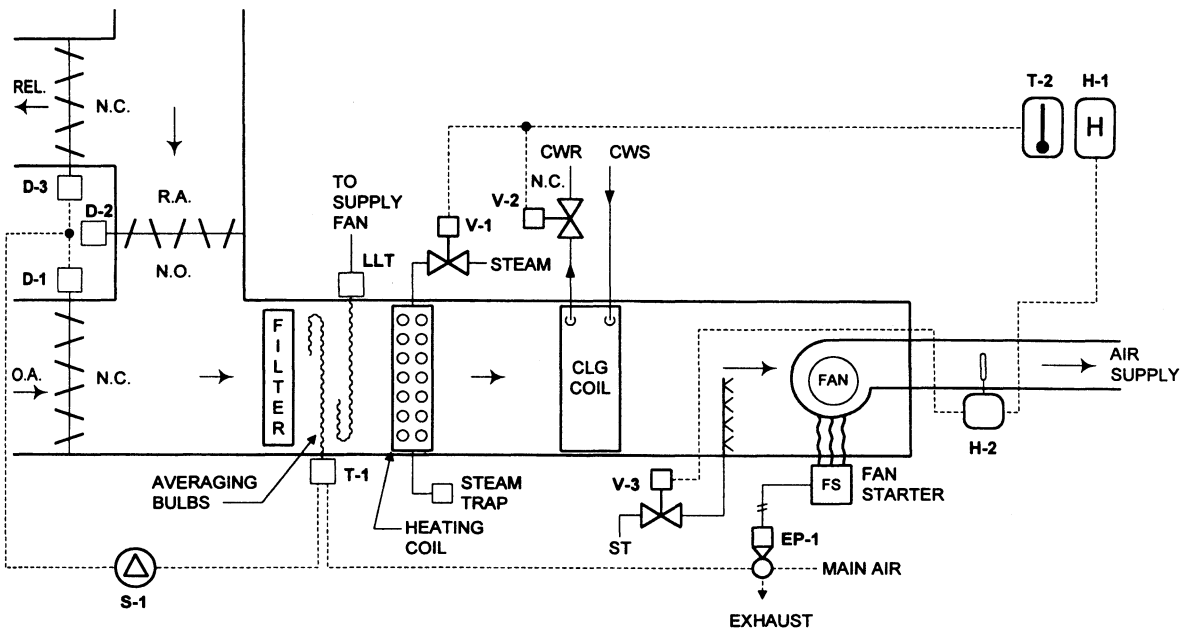 T-2
H-1
H
REL.
N.C.
CWR
CWS
D-3
TO
SUPPLY
FAN
N.C.
R.A.
D-2
V-2
V-1
N.O.
D-1
LLT
STEAM
FILTER
O.A.
N.C.
CLG
COIL
FAN
AIR
SUPPLY
H-2
AVERAGING
BULBS
T-1
STEAM
TRAP
V-3
FS
FAN
STARTER
HEATING
COIL
ST
EP-1
MAIN AIR
S-1
EXHAUST